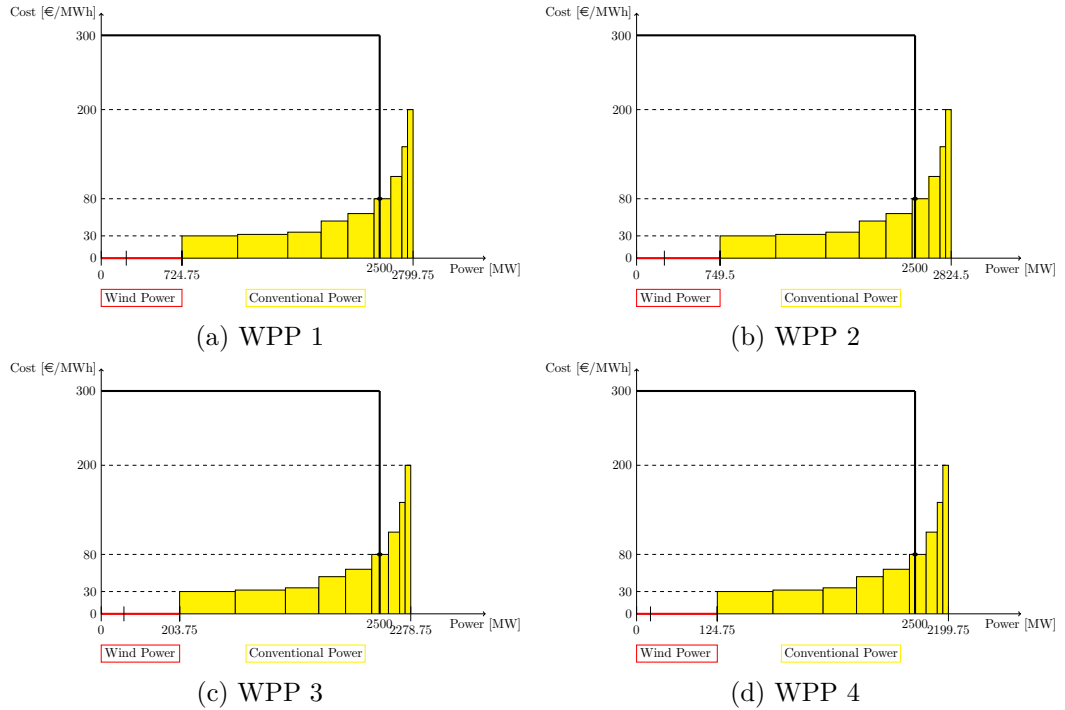 Cost [€/MWh]
300
200
80
30
0
0
724.75
2500
2799.75
Power [MW]
Wind Power
Conventional Power
(a) WPP 1
Cost [€/MWh]
300
200
80
30
0
0
749.5
2500
2824.5
Power [MW]
Wind Power
Conventional Power
(b) WPP 2
Cost [€/MWh]
300
200
80
30
0
0
203.75
2500
2278.75
Power [MW]
Wind Power
Conventional Power
(c) WPP 3
Cost [€/MWh]
300
200
80
30
0
0
124.75
2500
2199.75
Power [MW]
Wind Power
Conventional Power
(d) WPP 4